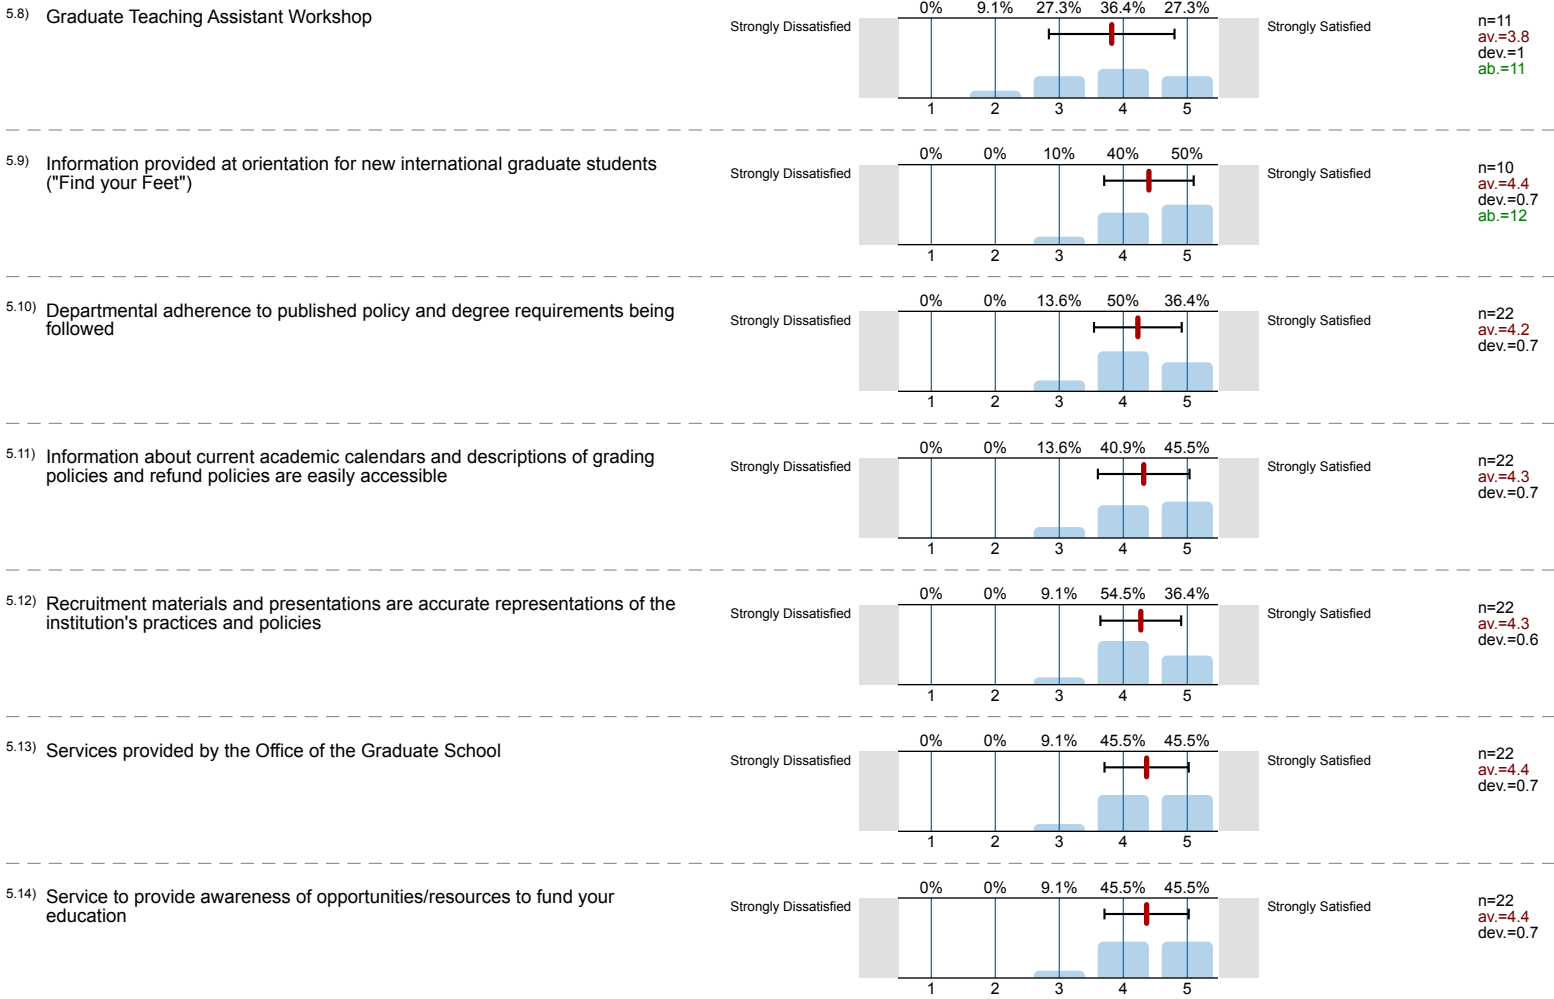 0% 9.1% 27.3% 36.4% 27.3%
5.8) Graduate Teaching Assistant Workshop
Strongly Dissatisfied
Strongly Satisfied
n=11
av.=3.8
dev.=1
ab.=11
1 2 3 4 5
0% 0% 10% 40% 50%
5.9) Information provided at orientation for new international graduate students
("Find your Feet")
Strongly Dissatisfied
Strongly Satisfied
n=10
av.=4.4
dev.=0.7
ab.=12
1 2 3 4 5
0% 0% 13.6% 50% 36.4%
5.10) Departmental adherence to published policy and degree requirements being
followed
Strongly Dissatisfied
Strongly Satisfied
n=22
av.=4.2
dev.=0.7
1 2 3 4 5
0% 0% 13.6% 40.9% 45.5%
5.11) Information about current academic calendars and descriptions of grading
policies and refund policies are easily accessible
Strongly Dissatisfied
Strongly Satisfied
n=22
av.=4.3
dev.=0.7
1 2 3 4 5
0% 0% 9.1% 54.5% 36.4%
5.12) Recruitment materials and presentations are accurate representations of the
institution's practices and policies
Strongly Dissatisfied
Strongly Satisfied
n=22
av.=4.3
dev.=0.6
1 2 3 4 5
0% 0% 9.1% 45.5% 45.5%
5.13) Services provided by the Office of the Graduate School
Strongly Dissatisfied
Strongly Satisfied
n=22
av.=4.4
dev.=0.7
1 2 3 4 5
0% 0% 9.1% 45.5% 45.5%
5.14) Service to provide awareness of opportunities/resources to fund your
education
Strongly Dissatisfied
Strongly Satisfied
n=22
av.=4.4
dev.=0.7
1 2 3 4 5